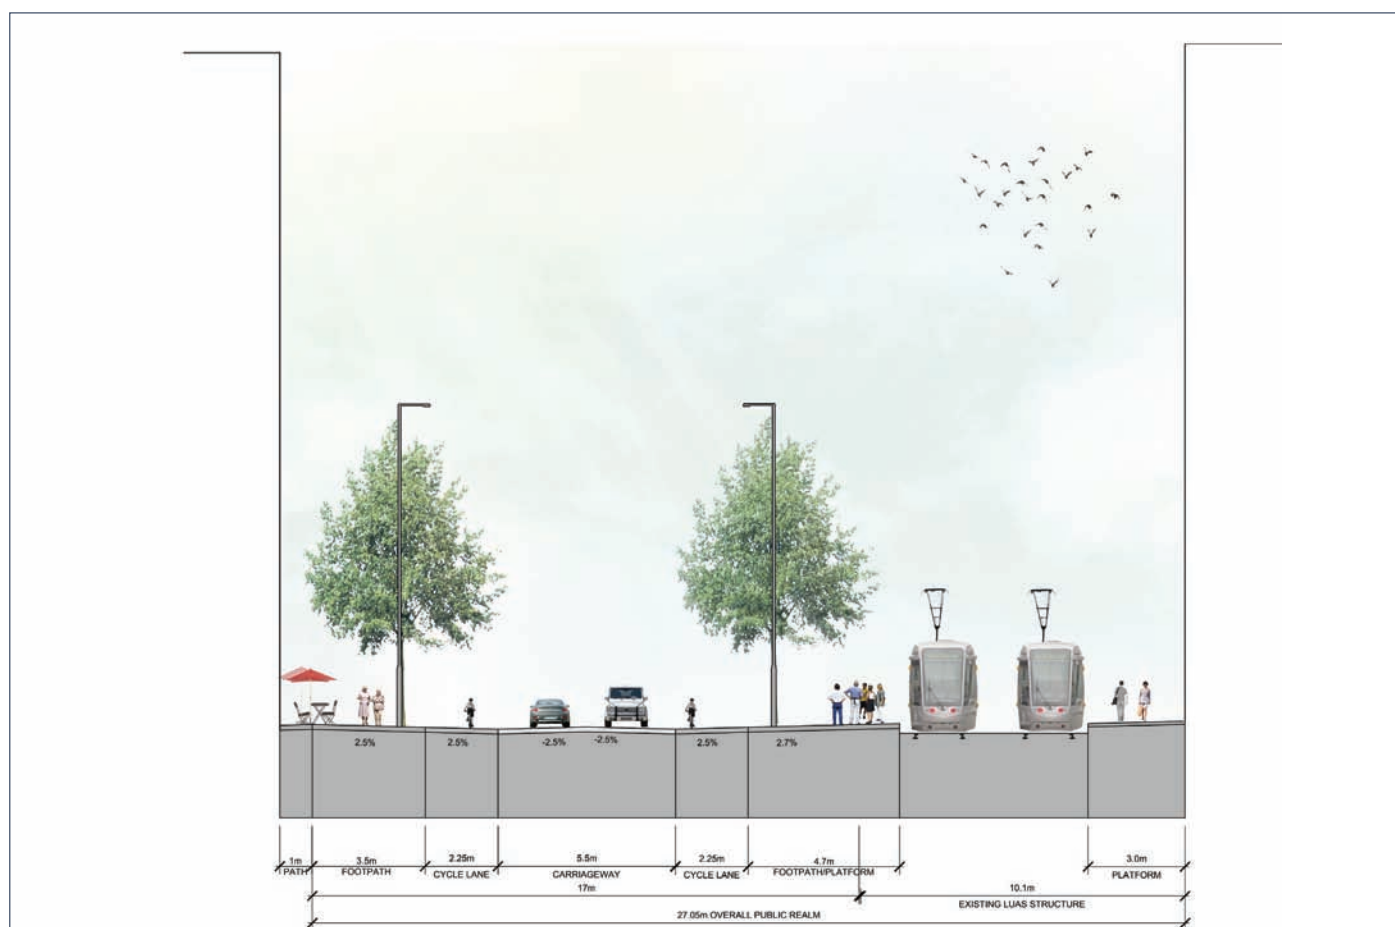 2.5%
2.5%
-2.5%
-2.5%
2.5%
2.7%
1m
3.5m
2.25m
5.5m
2.25m
4.7m
3.0m
PATH
FOOTPATH
CYCLE LANE
CARRIAGEWAY
CYCLE LANE
FOOTPATH/PLATFORM
PLATFORM
17m
10.1m
EXISTING LUAS STRUCTURE
27.05m OVERALL PUBLIC REALM